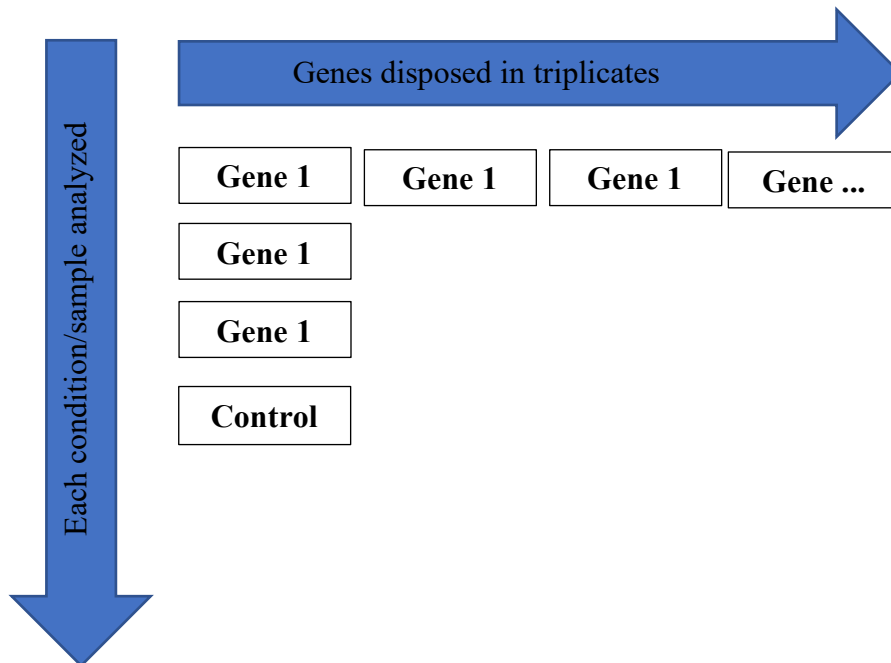 Genes disposed in triplicates
Each condition/sample analyzed
Gene 1
Gene 1
Gene 1
Gene ...
Gene 1
Gene 1
Control